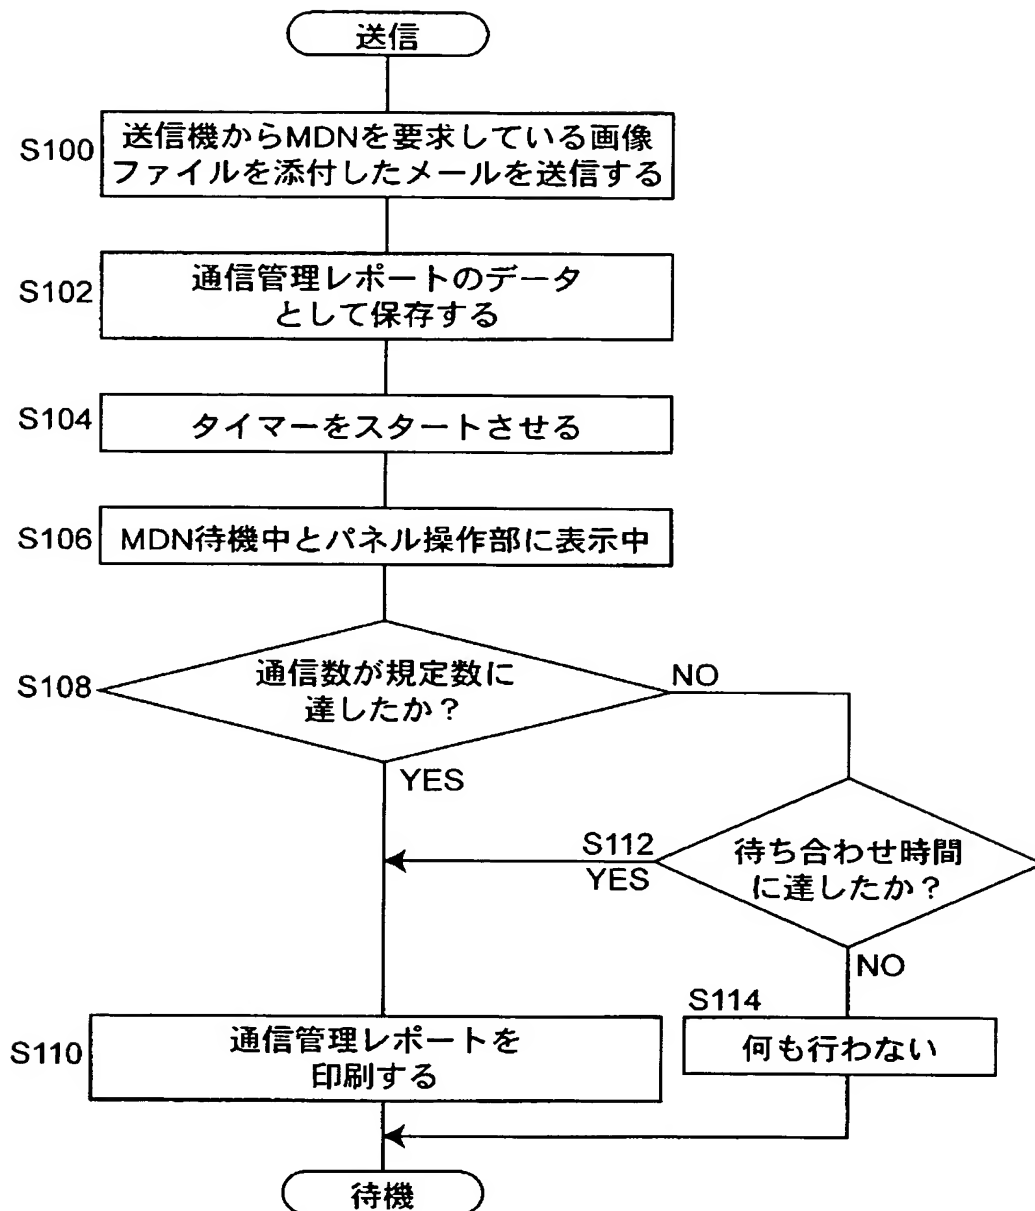 送信
S100
送信機からMDNを要求している画像
ファイルを添付したメールを送信する
S102
通信管理レポートのデータ
として保存する
S104
タイマーをスタートさせる
S106
MDN待機中とパネル操作部に表示中
S108
通信数が規定数に
達したか？
NO
YES
S112
YES
待ち合わせ時間
に達したか？
NO
S114
何も行わない
S110
通信管理レポートを
印刷する
待機